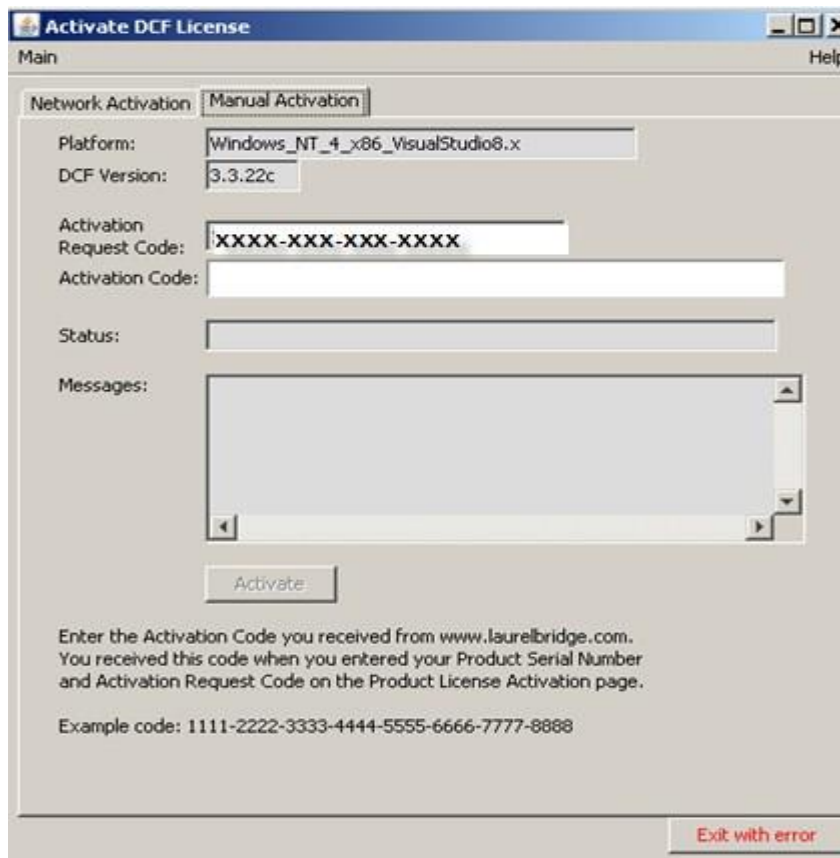 Activate DCF License
Main Help
Network Activation Manual Activation
Platform: Windows_NT_4_x86_VisualStudio8.x
DCF Version: 3.3.22c
Activation
Request Code: XXXX-XXX-XXX-XXXX
Activation Code:
Status:
Messages:
Activate
Enter the Activation Code you received from www.laurelbridge.com.
You received this code when you entered your Product Serial Number
and Activation Request Code on the Product License Activation page.
Example code: 1111-2222-3333-4444-5555-6666-7777-8888
Exit with error